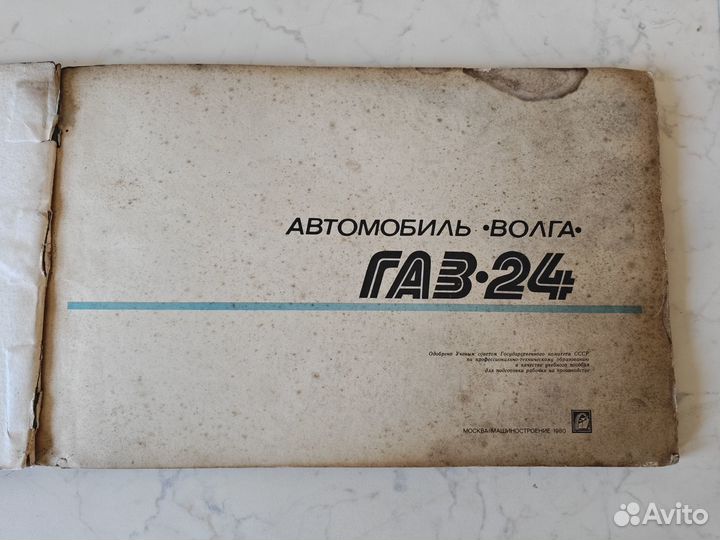 АВТОМОБИЛЬ •ВОЛГА•
ГАЗ•24
Одобрено Ученым советом Государственного комитета СССР
по профессионально-техническому образованию
в качестве учебного пособия
для подготовки рабочих на производстве
МОСКВА«МАШИНОСТРОЕНИЕ»1980
Avito